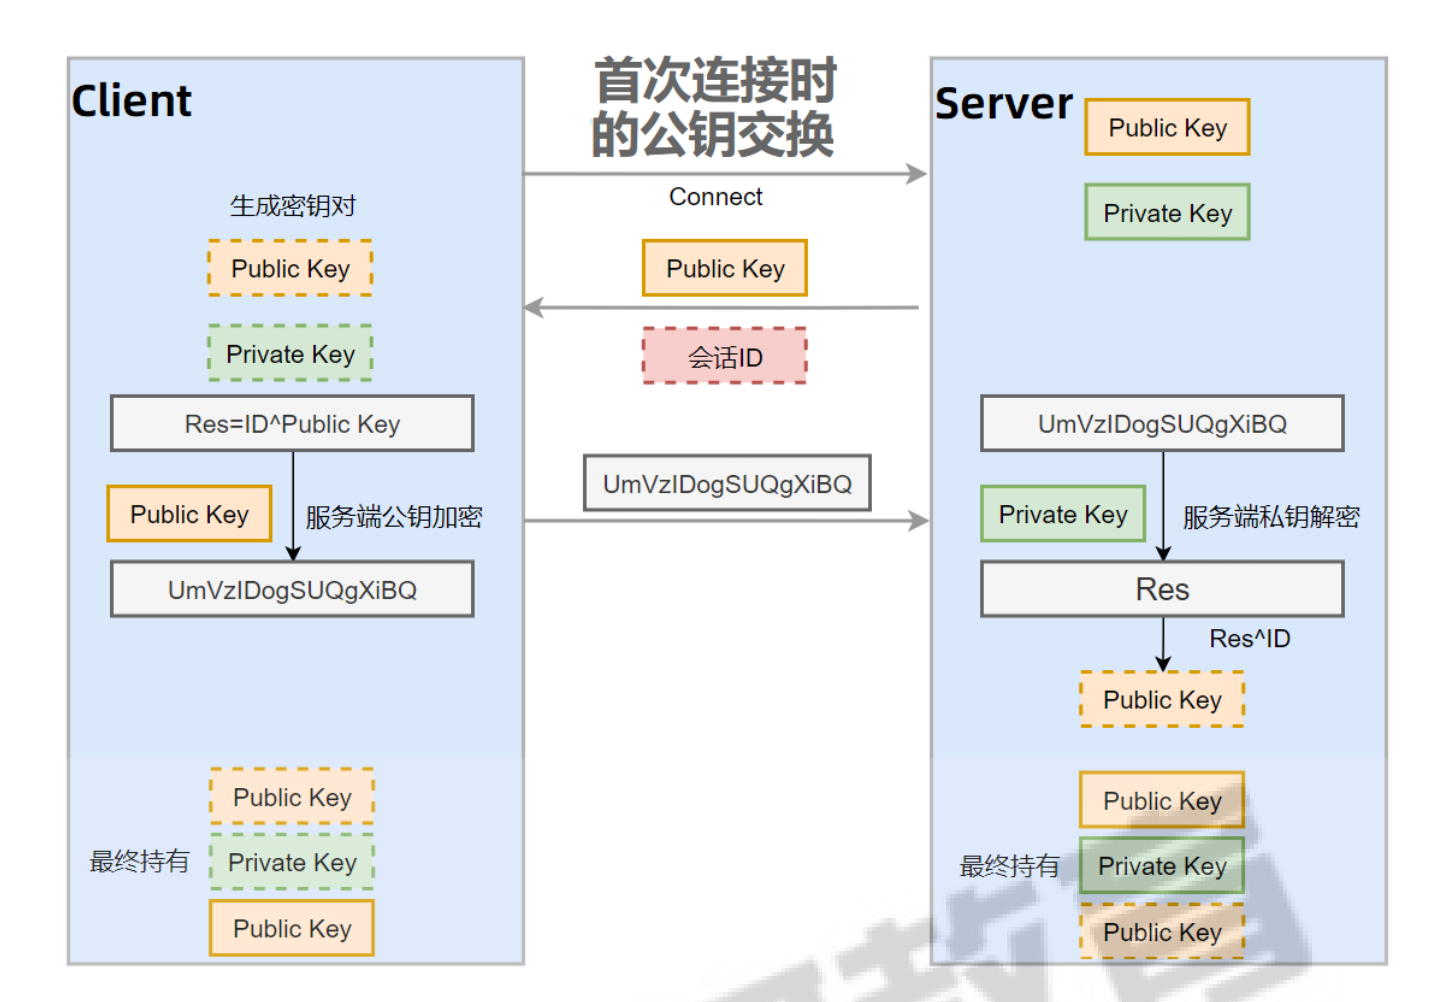 Client
生成密钥对
Public Key
Private Key
Res=ID^Public Key
Public Key
服务端公钥加密
UmVzIDogSUQgXiBQ
最终持有
Public Key
Private Key
Public Key
首次连接时
的公钥交换
Connect
Public Key
会话ID
UmVzIDogSUQgXiBQ
Server
Public Key
Private Key
UmVzIDogSUQgXiBQ
Private Key
服务端私钥解密
Res
Res^ID
Public Key
最终持有
Public Key
Private Key
Public Key
教育